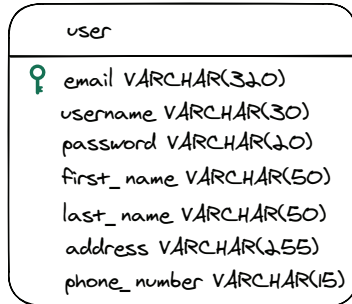 user
email VARCHAR(320)
username VARCHAR(30)
password VARCHAR(20)
first_name VARCHAR(50)
last_name VARCHAR(50)
address VARCHAR(255)
phone_number VARCHAR(15)